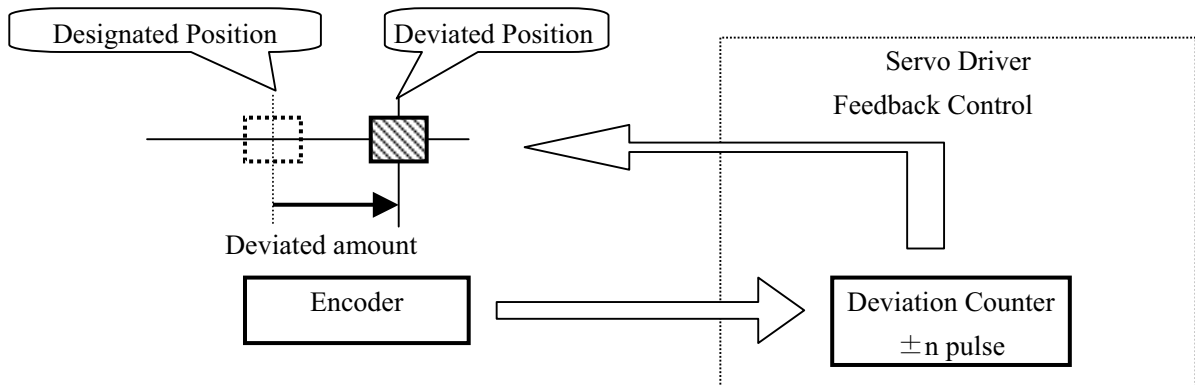 Designated Position
Deviated Position
Servo Driver
Feedback Control
Deviated amount
Encoder
Deviation Counter
±n pulse